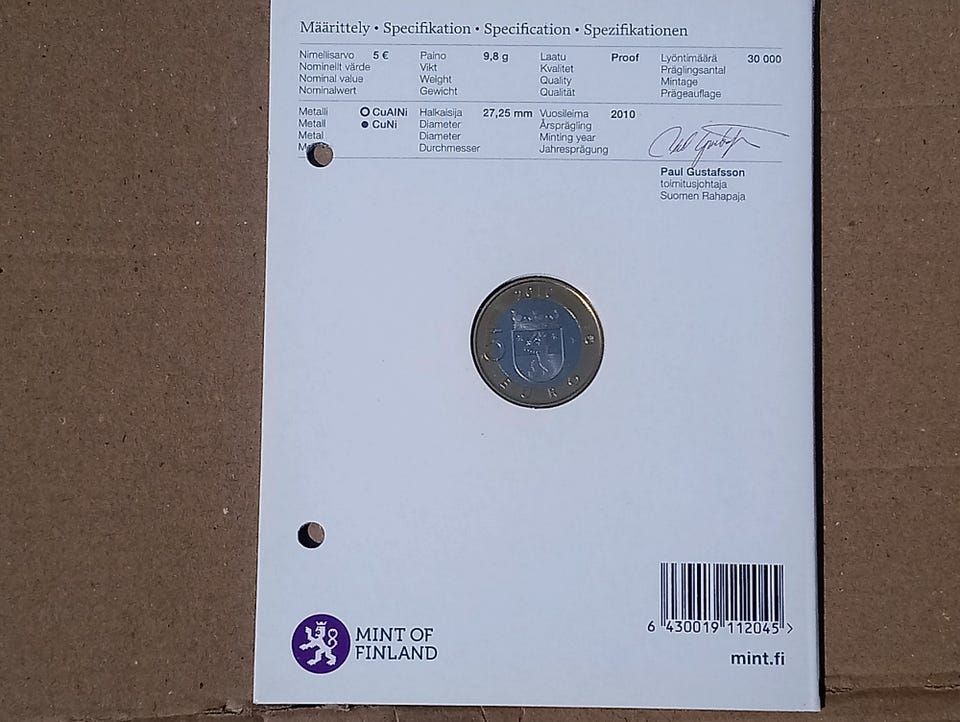 Määrittely • Specifikation • Specification • Spezifikationen
Nimellisarvo 5 € Paino 9,8 g Laatu Proof Lyöntimäärä 30 000
Nominellt värde Vikt Kvalitet Präglingsantal
Nominal value Weight Quality Mintage
Nominalwert Gewicht Qualität Prägeauflage
Metalli CuAlNi Halkaisija 27,25 mm Vuosileima 2010
Metall CuNi Diameter Årsprägling
Metal Diameter Minting year
Durchmesser Jahresprägung
Paul Gustafsson
toimitusjohtaja
Suomen Rahapaja
2010
5
EURO
MINT OF
FINLAND
6 430019 112045 >
mint.fi